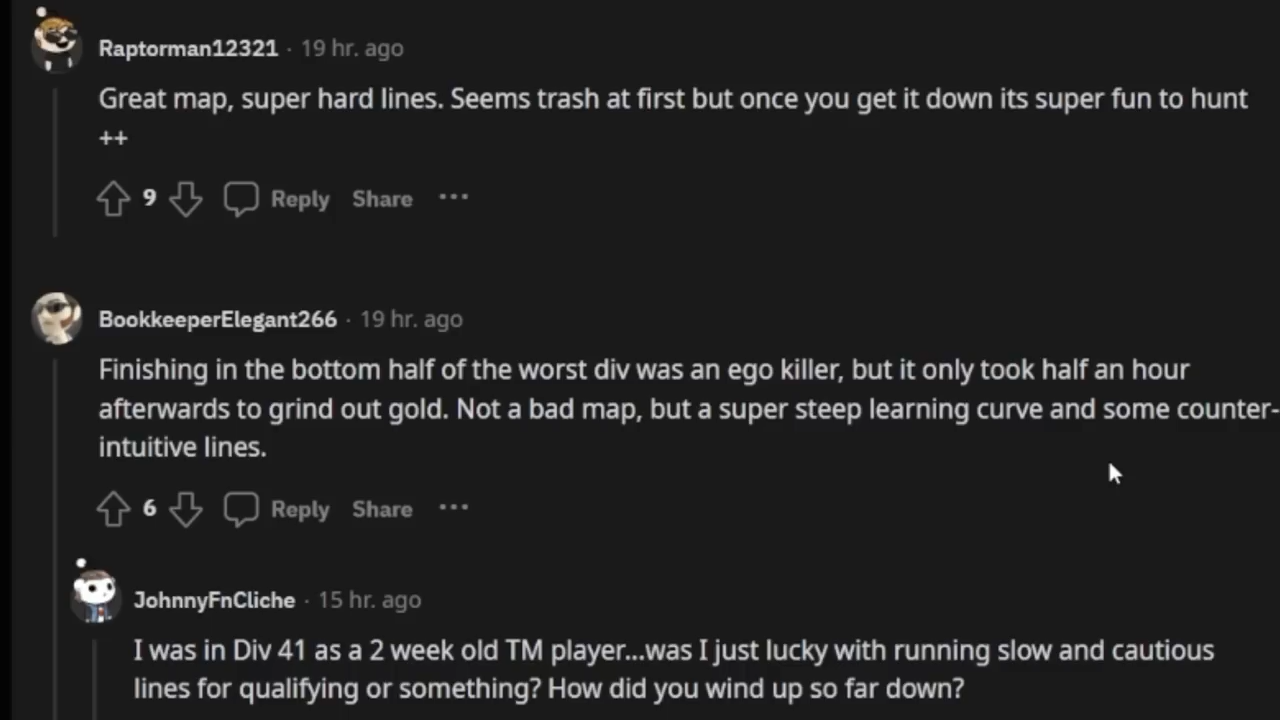 Raptorman12321 · 19 hr. ago
Great map, super hard lines. Seems trash at first but once you get it down its super fun to hunt
++
9 Reply Share ···
BookkeeperElegant266 · 19 hr. ago
Finishing in the bottom half of the worst div was an ego killer, but it only took half an hour
afterwards to grind out gold. Not a bad map, but a super steep learning curve and some counter-
intuitive lines.
6 Reply Share ···
JohnnyFnCliche · 15 hr. ago
I was in Div 41 as a 2 week old TM player...was I just lucky with running slow and cautious
lines for qualifying or something? How did you wind up so far down?